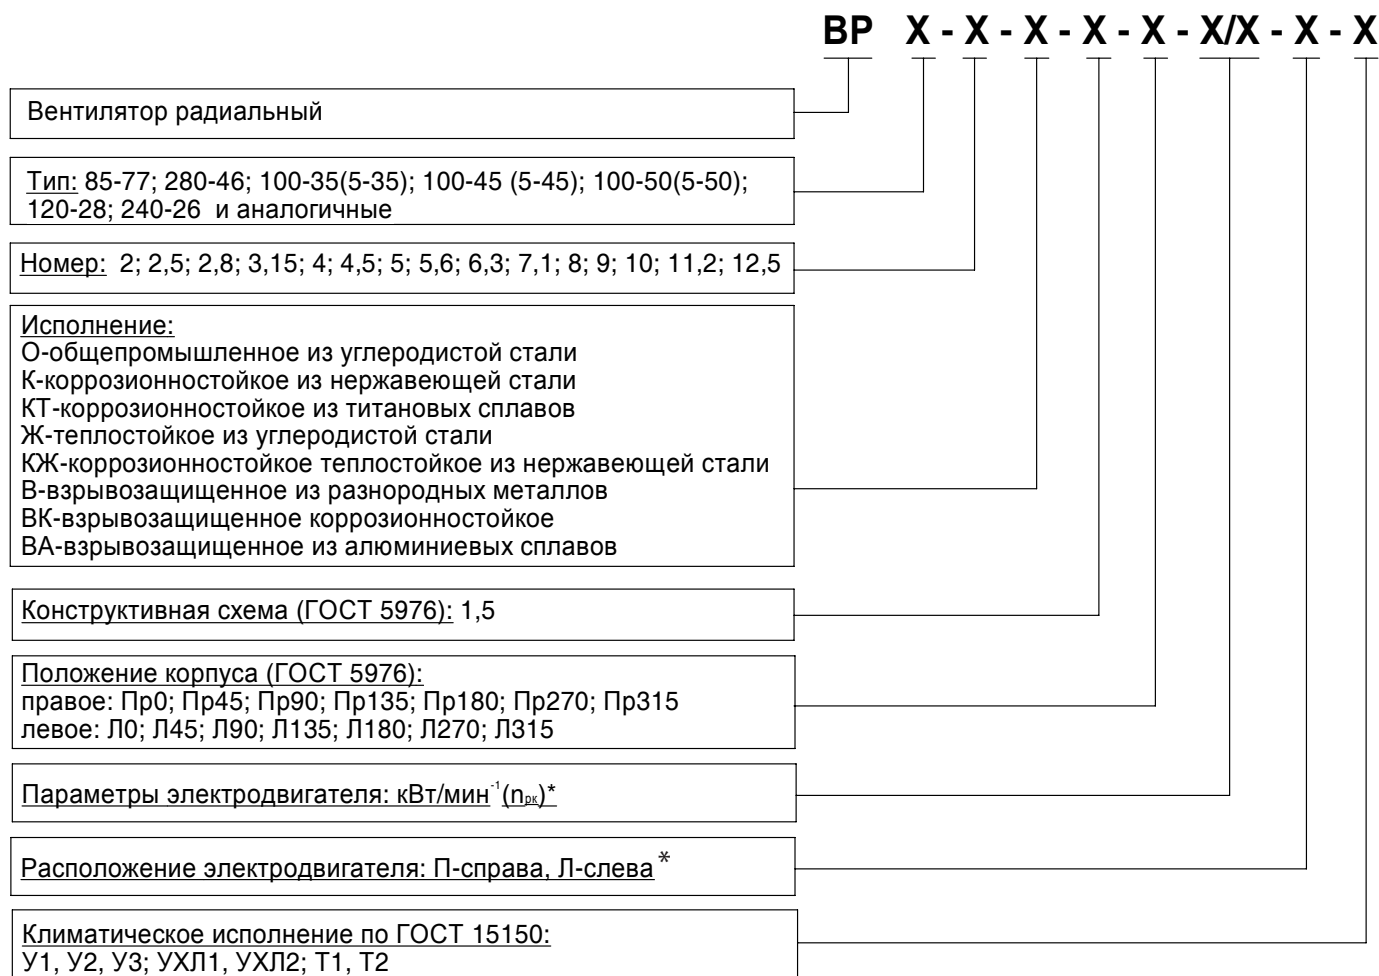 ВР X - X - X - X - X - X/X - X - X
Вентилятор радиальный
Тип: 85-77; 280-46; 100-35(5-35); 100-45 (5-45); 100-50(5-50);
120-28; 240-26 и аналогичные
Номер: 2; 2,5; 2,8; 3,15; 4; 4,5; 5; 5,6; 6,3; 7,1; 8; 9; 10; 11,2; 12,5
Исполнение:
О-общепромышленное из углеродистой стали
К-коррозионностойкое из нержавеющей стали
КТ-коррозионностойкое из титановых сплавов
Ж-теплостойкое из углеродистой стали
КЖ-коррозионностойкое теплостойкое из нержавеющей стали
В-взрывозащищенное из разнородных металлов
ВК-взрывозащищенное коррозионностойкое
ВА-взрывозащищенное из алюминиевых сплавов
Конструктивная схема (ГОСТ 5976): 1,5
Положение корпуса (ГОСТ 5976):
правое: Пр0; Пр45; Пр90; Пр135; Пр180; Пр270; Пр315
левое: Л0; Л45; Л90; Л135; Л180; Л270; Л315
Параметры электродвигателя: кВт/мин⁻¹(nрк)*
Расположение электродвигателя: П-справа, Л-слева*
Климатическое исполнение по ГОСТ 15150:
У1, У2, У3; УХЛ1, УХЛ2; Т1, Т2